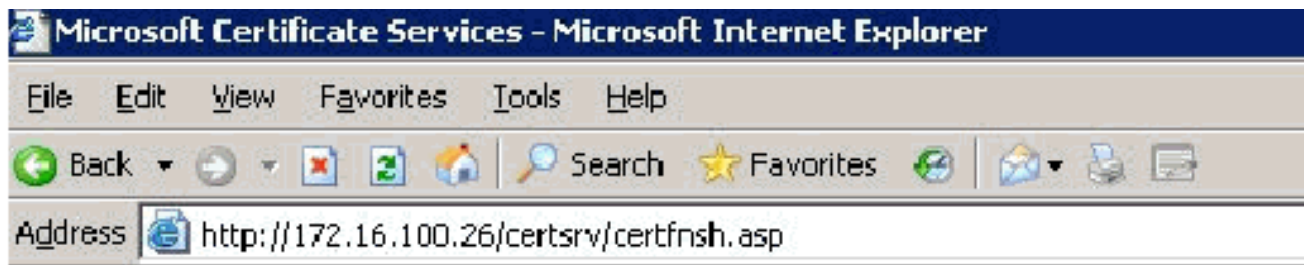 Microsoft Certificate Services - Microsoft Internet Explorer
File Edit View Favorites Tools Help
Back Search Favorites
Address http://172.16.100.26/certsrv/certfnsh.asp